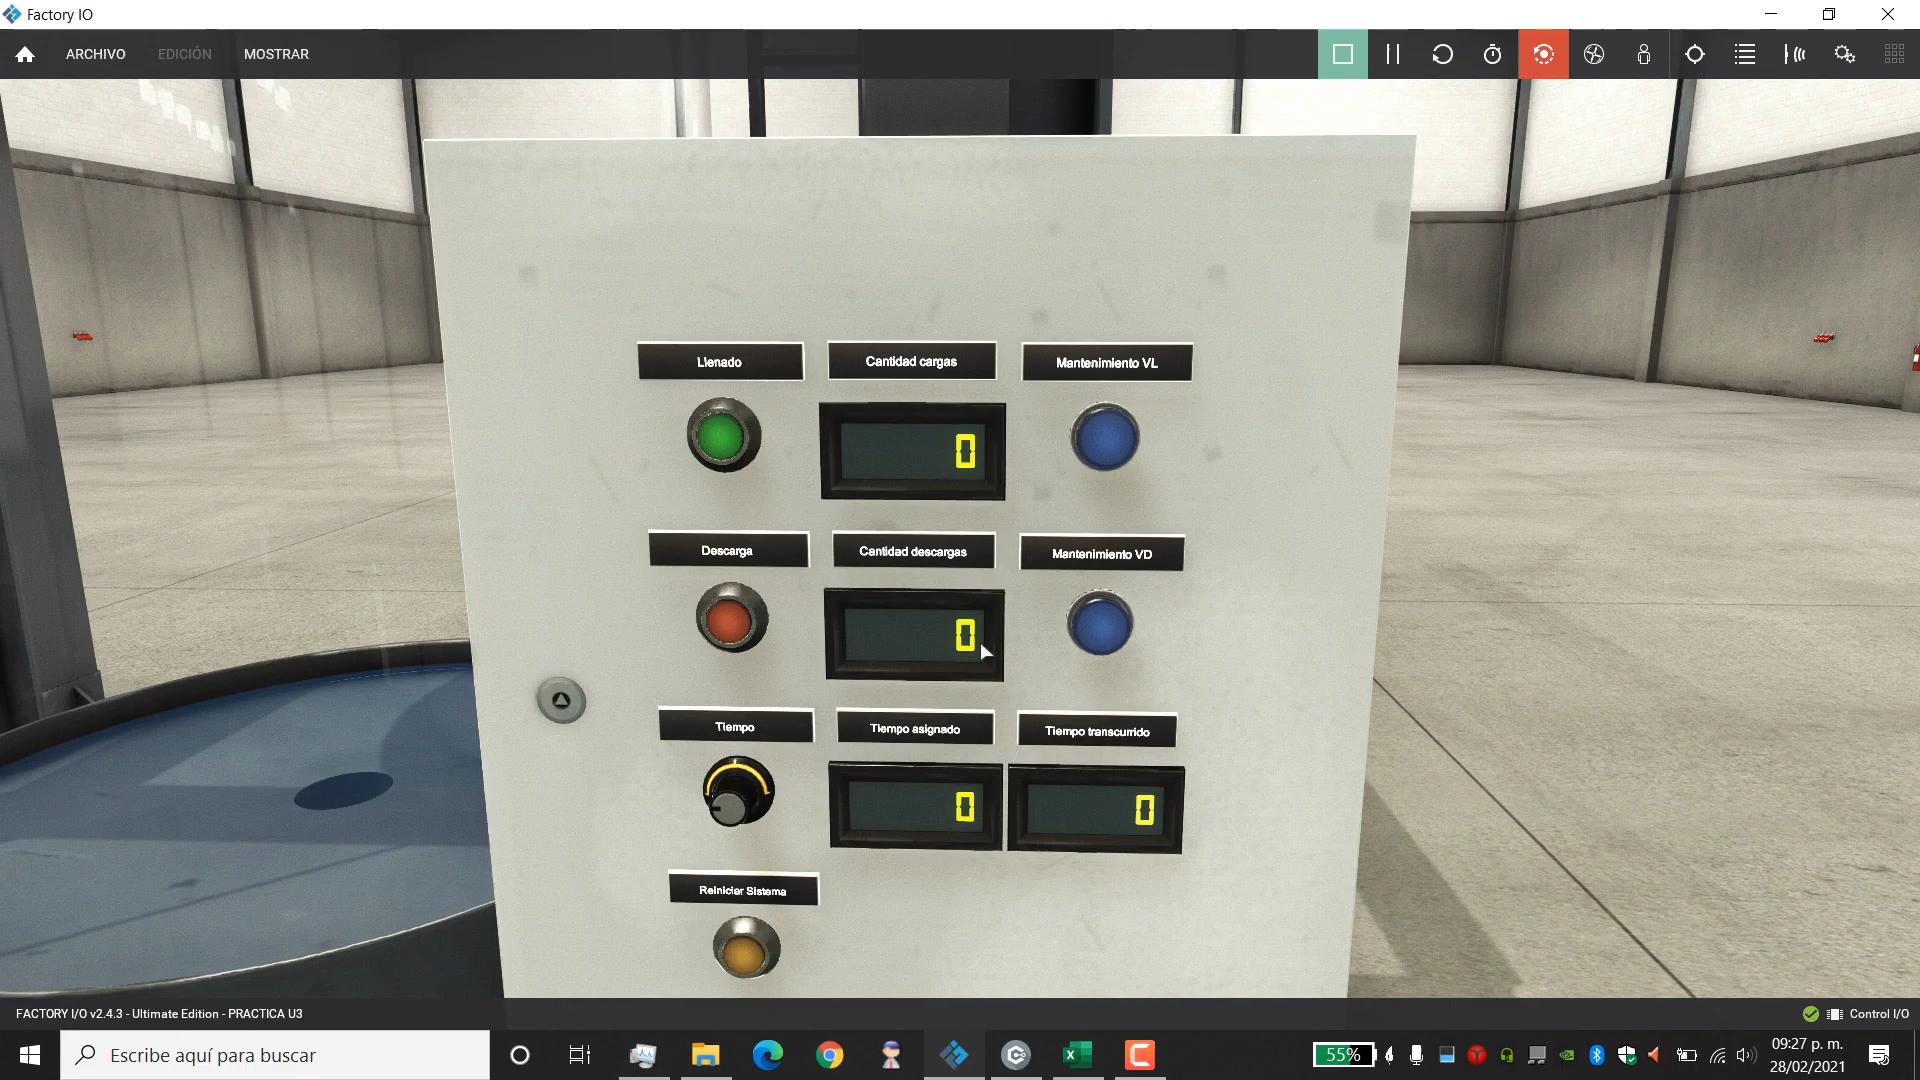 Factory IO
ARCHIVO EDICIÓN MOSTRAR
Llenado Cantidad cargas Mantenimiento VL
0
Descarga Cantidad descargas Mantenimiento VD
0
Tiempo Tiempo asignado Tiempo transcurrido
0 0
Reiniciar Sistema
FACTORY I/O v2.4.3 - Ultimate Edition - PRACTICA U3
Control I/O
Escribe aquí para buscar
55%
09:27 p. m.
28/02/2021